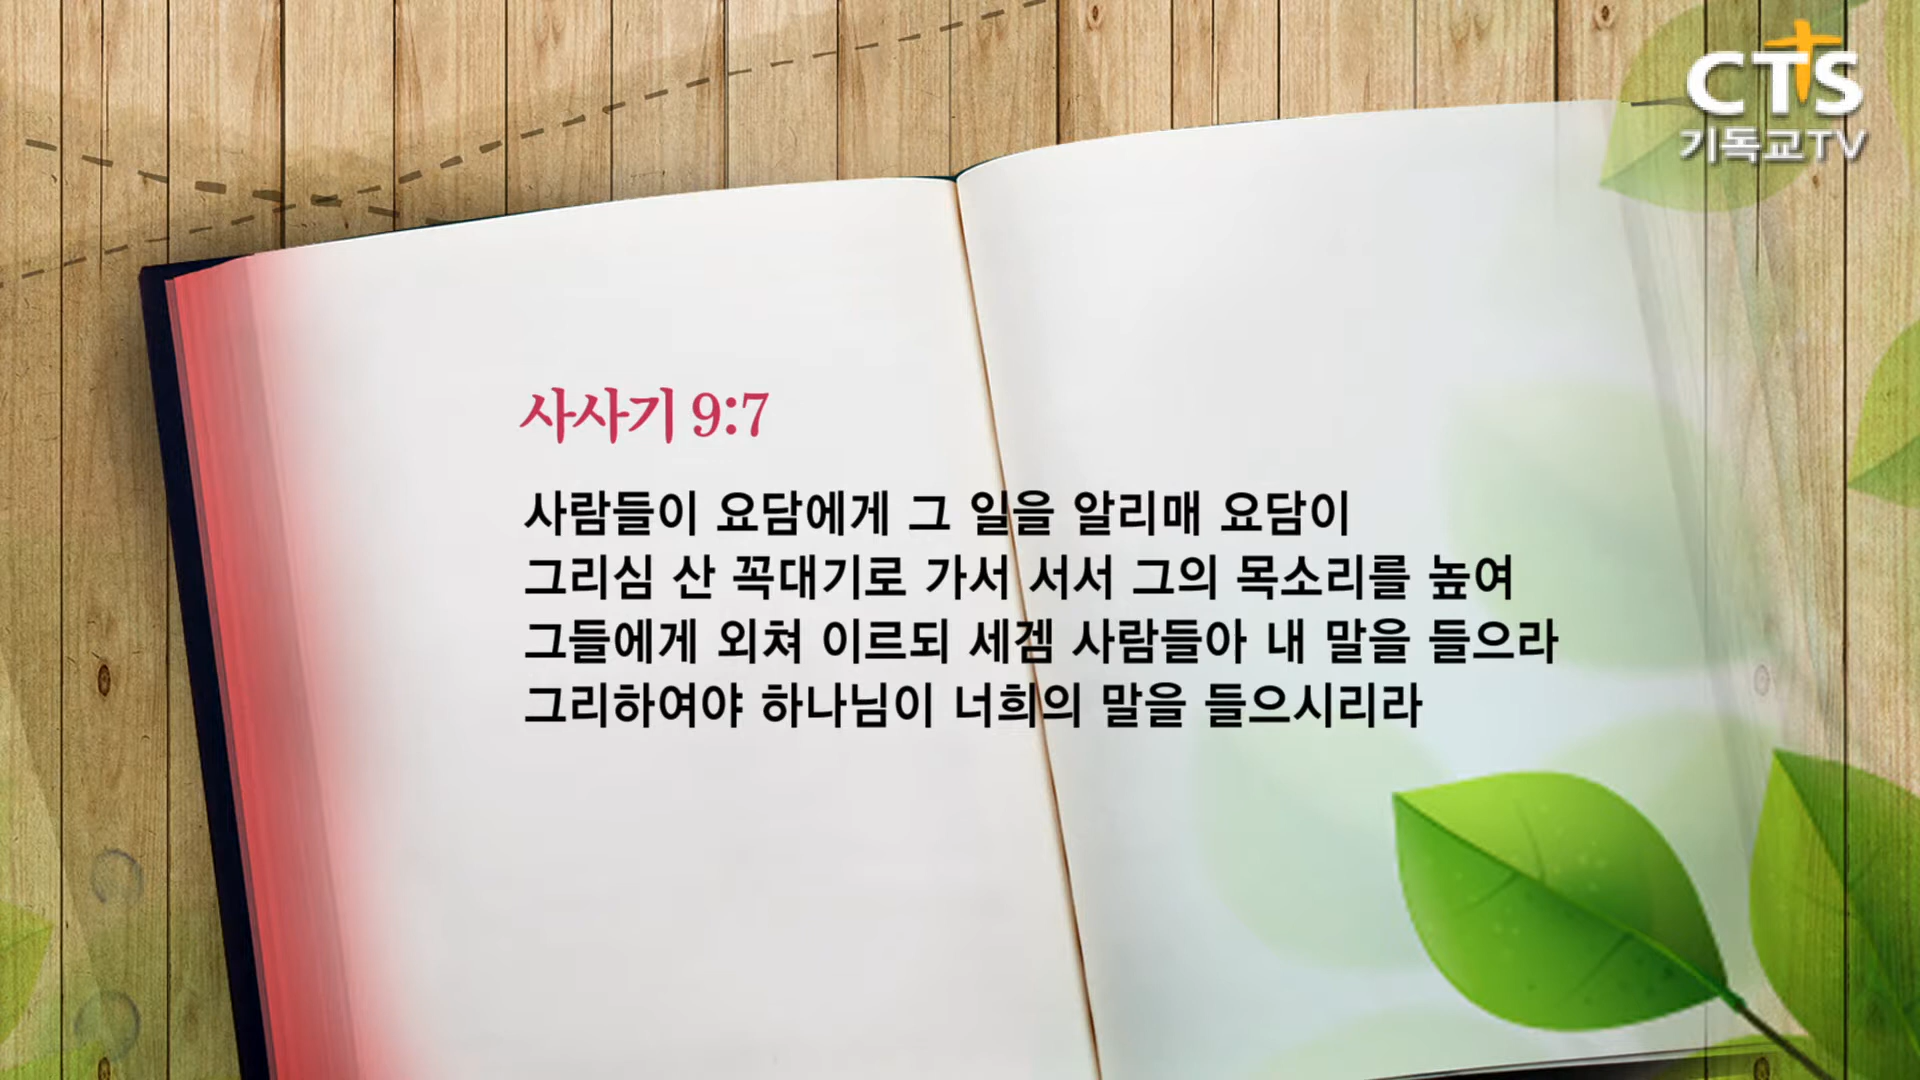 CTS
기독교TV
사사기 9:7
사람들이 요담에게 그 일을 알리매 요담이
그리심 산 꼭대기로 가서 서서 그의 목소리를 높여
그들에게 외쳐 이르되 세겜 사람들아 내 말을 들으라
그리하여야 하나님이 너희의 말을 들으시리라